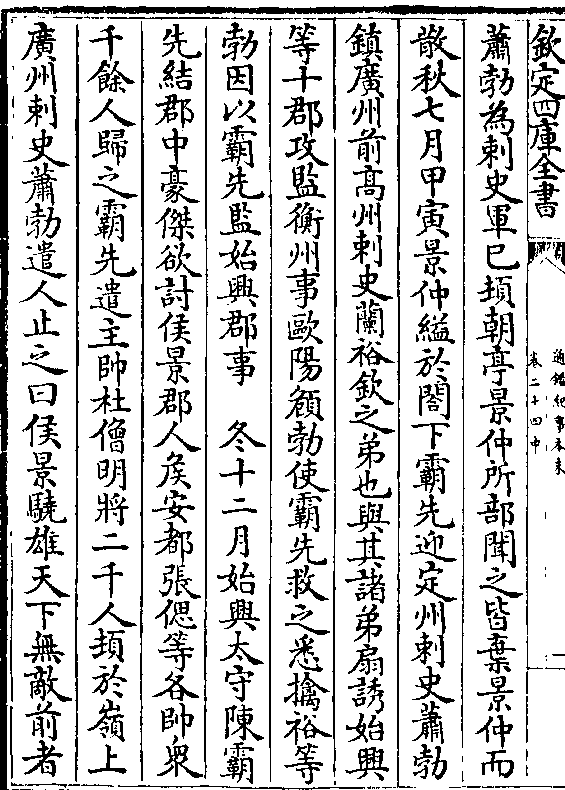 欽定四庫全書
通鑑紀事本末
卷二十四中
一
蕭勃為刺史軍已頓朝亭景仲所部聞之皆棄景仲而
散秋七月甲寅景仲縊於閤下霸先迎定州刺史蕭勃
鎮廣州前髙州刺史蘭裕欽之弟也與其諸弟扇誘始興
等十郡攻監衡州事歐陽頠勃使霸先救之悉擒裕等
勃因以霸先監始興郡事　冬十二月始興太守陳霸
先結郡中豪傑欲討侯景郡人矦安都張偲等各帥衆
千餘人歸之霸先遣主帥杜僧明將二千人頓於嶺上
廣州刺史蕭勃遣人止之曰侯景驍雄天下無敵前者